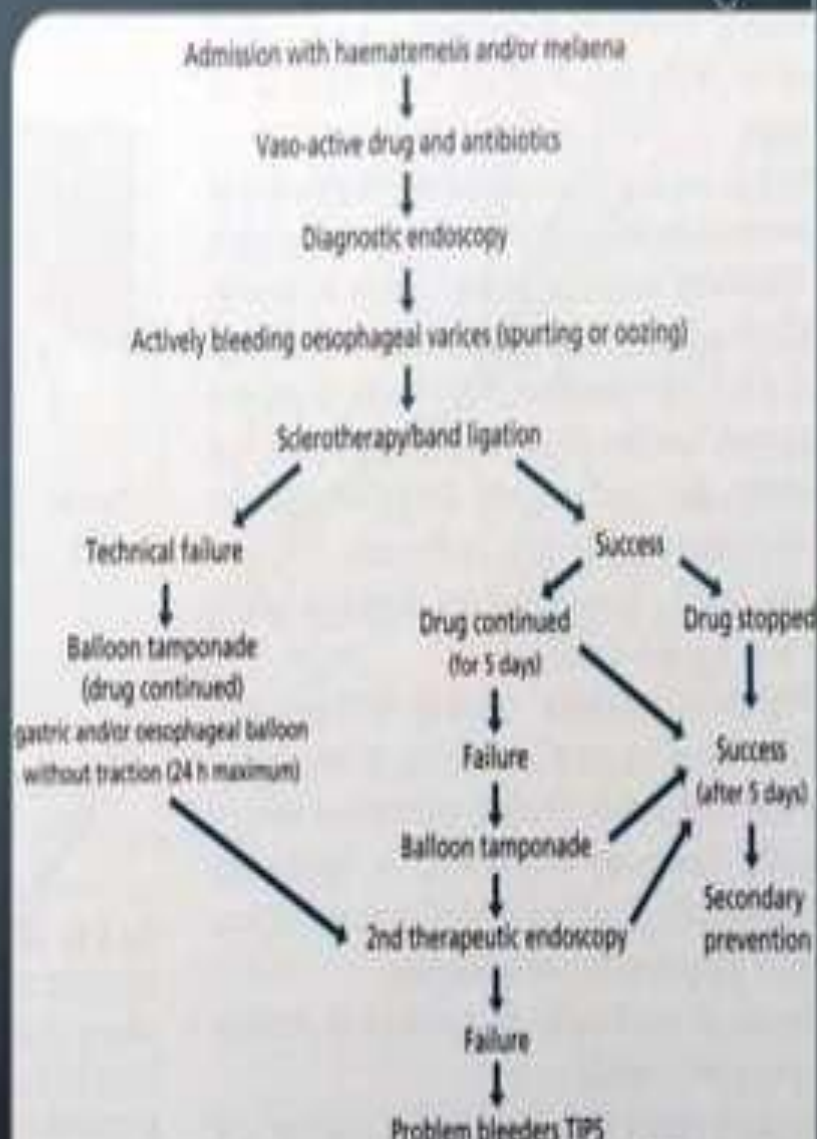 Admission with haematemesis and/or melaena
Vaso-active drug and antibiotics
Diagnostic endoscopy
Actively bleeding oesophageal varices (spurting or oozing)
Sclerotherapy/band ligation
Technical failure
Balloon tamponade
(drug continued)
gastric and/or oesophageal balloon
without traction (24 h maximum)
Success
Drug continued
(for 5 days)
Failure
Balloon tamponade
2nd therapeutic endoscopy
Failure
Problem bleeders TIPS
Drug stopped
Success
(after 5 days)
Secondary
prevention